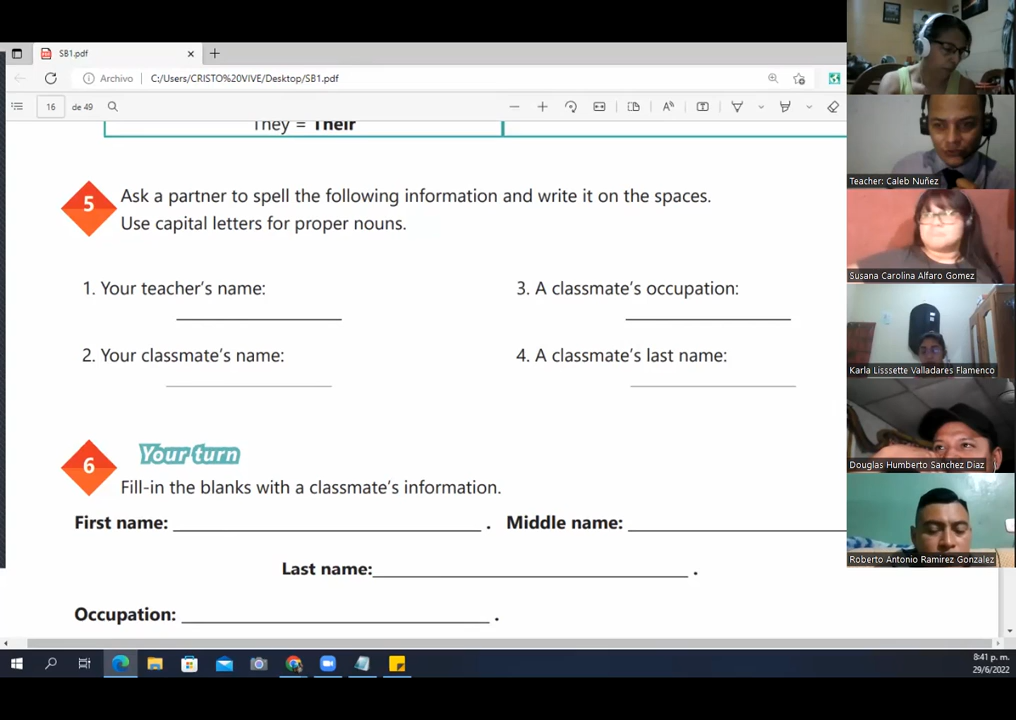 SB1.pdf
Archivo C:/Users/CRISTO%20VIVE/Desktop/SB1.pdf
16 de 49
They = Their
5 Ask a partner to spell the following information and write it on the spaces.
Use capital letters for proper nouns.
1. Your teacher's name:
3. A classmate's occupation:
2. Your classmate's name:
4. A classmate's last name:
6 Your turn
Fill-in the blanks with a classmate's information.
First name: . Middle name:
Last name: .
Occupation: .
Teacher: Caleb Nuñez
Susana Carolina Alfaro Gomez
Karla Lisssette Valladares Flamenco
Douglas Humberto Sanchez Diaz
Roberto Antonio Ramirez Gonzalez
8:41 p. m.
29/6/2022